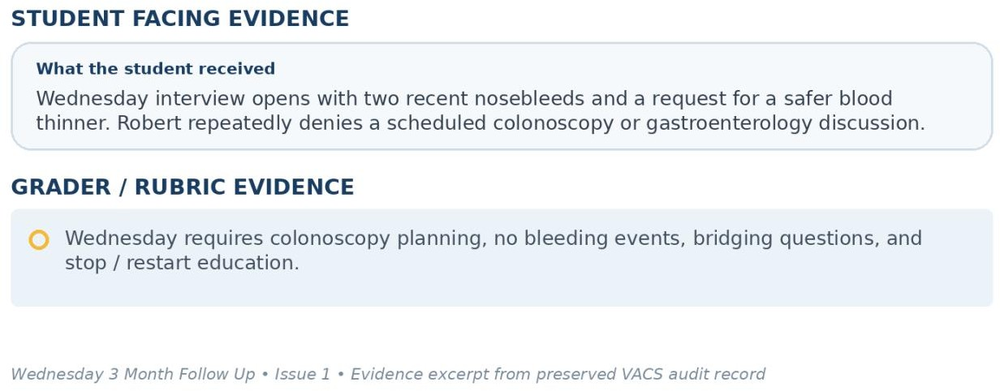 STUDENT FACING EVIDENCE
What the student received
Wednesday interview opens with two recent nosebleeds and a request for a safer blood
thinner. Robert repeatedly denies a scheduled colonoscopy or gastroenterology discussion.
GRADER / RUBRIC EVIDENCE
Wednesday requires colonoscopy planning, no bleeding events, bridging questions, and
stop / restart education.
Wednesday 3 Month Follow Up • Issue 1 • Evidence excerpt from preserved VACS audit record